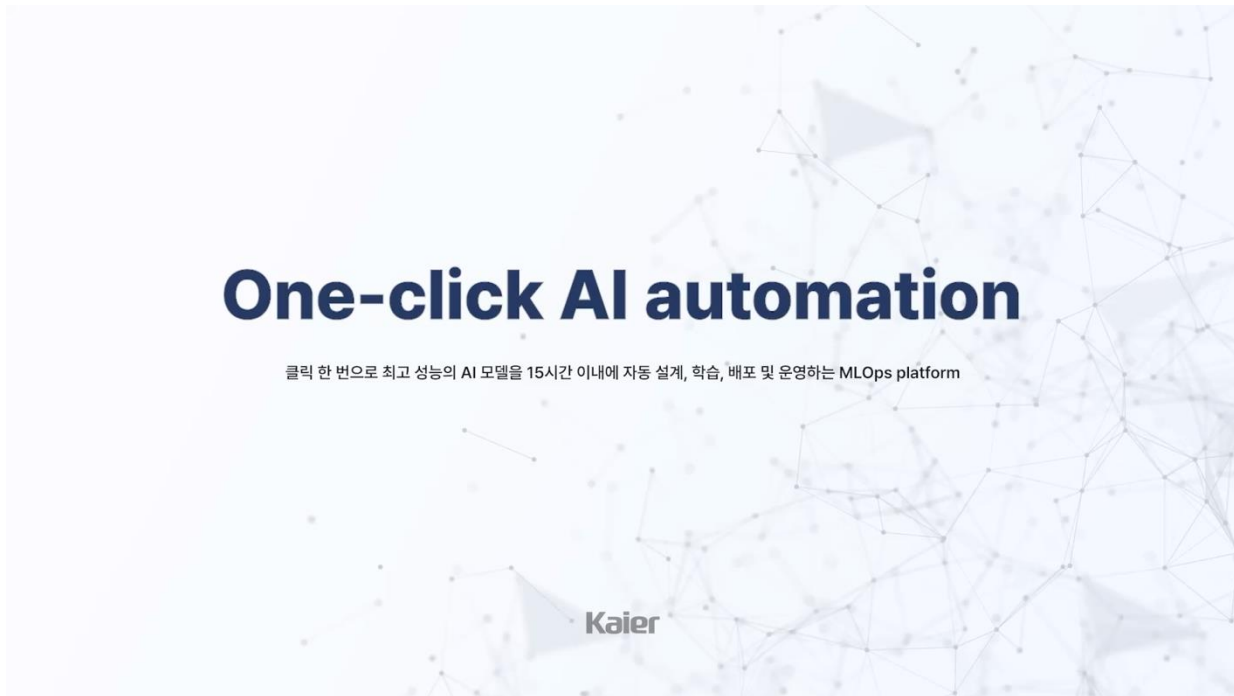 One-click AI automation
클릭 한 번으로 최고 성능의 AI 모델을 15시간 이내에 자동 설계, 학습, 배포 및 운영하는 MLOps platform
Kaier